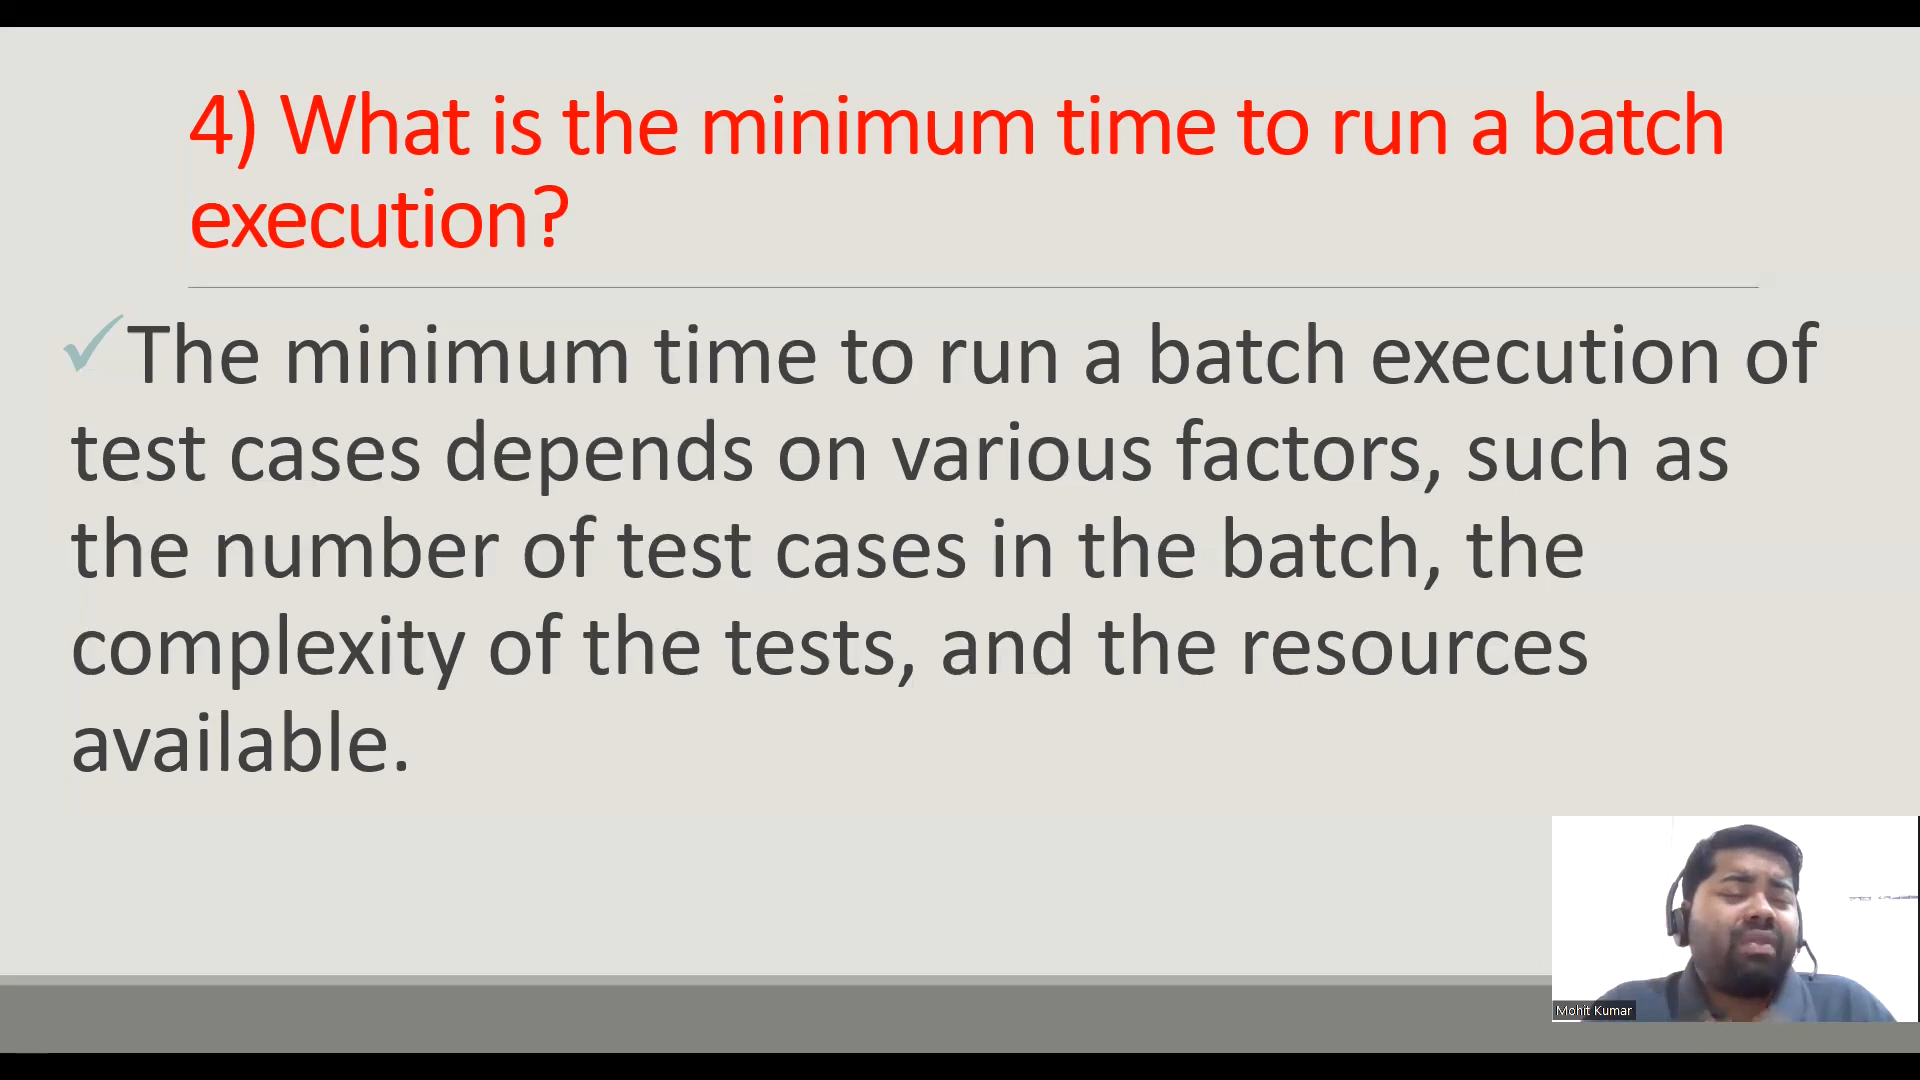 4) What is the minimum time to run a batch
execution?
✓The minimum time to run a batch execution of
test cases depends on various factors, such as
the number of test cases in the batch, the
complexity of the tests, and the resources
available.
Mohit Kumar